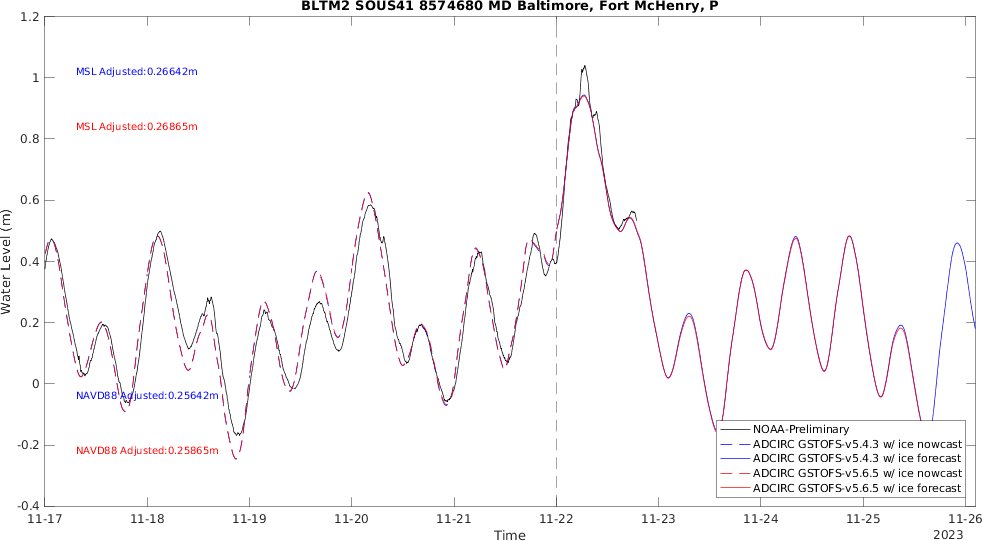 BLTM2 SOUS41 8574680 MD Baltimore, Fort McHenry, P
1.2
1
0.8
0.6
0.4
0.2
0
-0.2
-0.4
Water Level (m)
MSL Adjusted:0.26642m
MSL Adjusted:0.26865m
NAVD88 Adjusted:0.25642m
NAVD88 Adjusted:0.25865m
NOAA-Preliminary
ADCIRC GSTOFS-v5.4.3 w/ ice nowcast
ADCIRC GSTOFS-v5.4.3 w/ ice forecast
ADCIRC GSTOFS-v5.6.5 w/ ice nowcast
ADCIRC GSTOFS-v5.6.5 w/ ice forecast
11-17 11-18 11-19 11-20 11-21 11-22 11-23 11-24 11-25 11-26
Time
2023